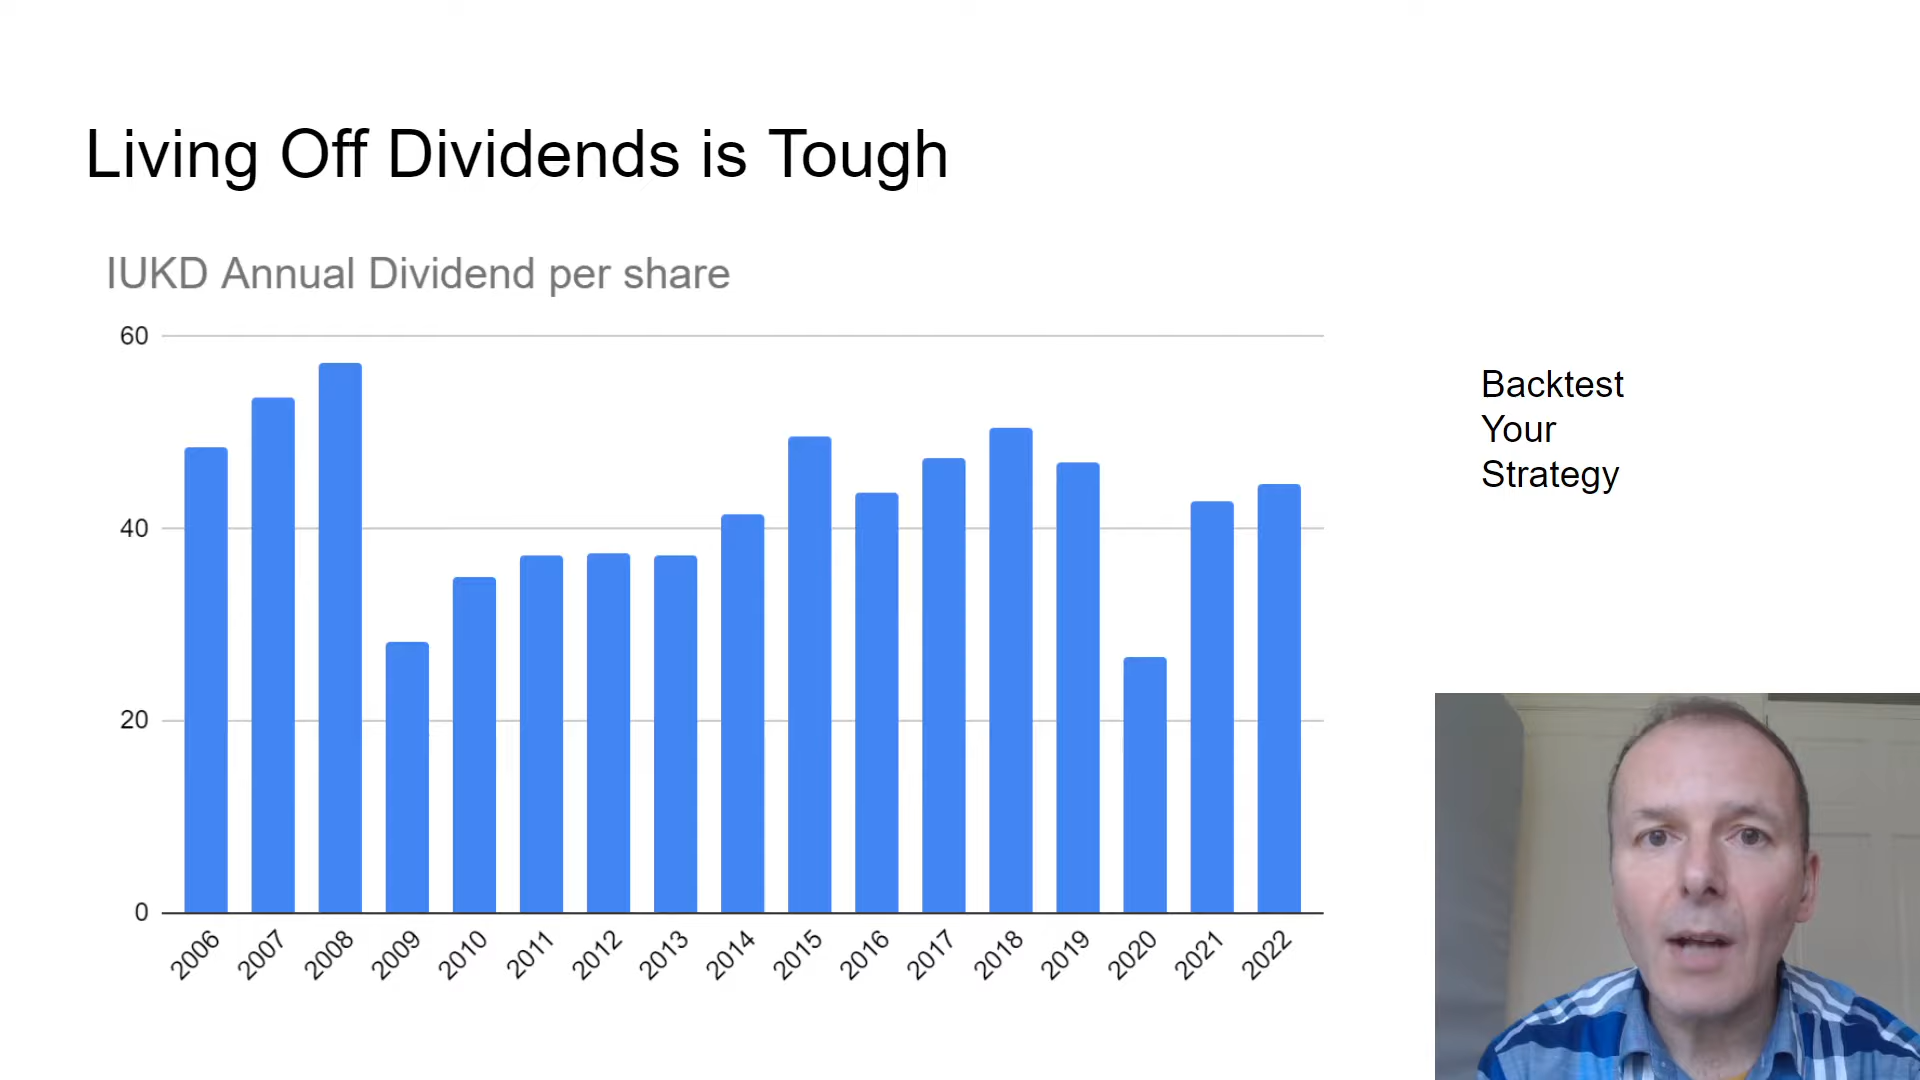 Living Off Dividends is Tough
IUKD Annual Dividend per share
60
40
20
0
2006 2007 2008 2009 2010 2011 2012 2013 2014 2015 2016 2017 2018 2019 2020 2021 2022
Backtest
Your
Strategy